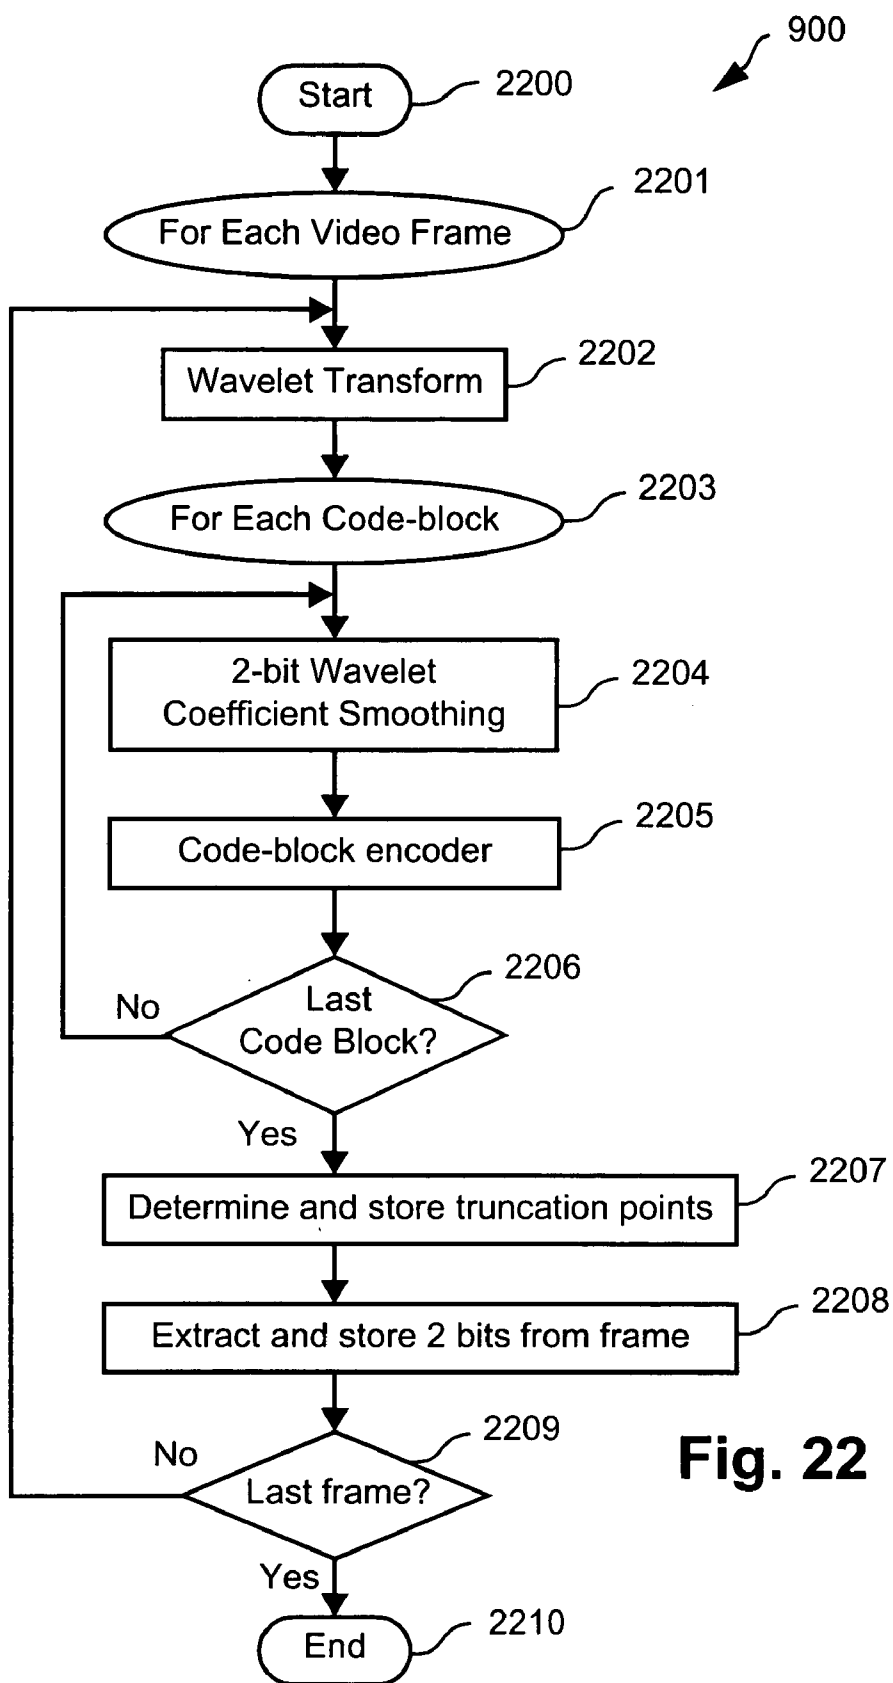 900
Start
2200
For Each Video Frame
2201
Wavelet Transform
2202
For Each Code-block
2203
2-bit Wavelet
Coefficient Smoothing
2204
Code-block encoder
2205
Last
Code Block?
2206
No
Yes
Determine and store truncation points
2207
Extract and store 2 bits from frame
2208
Last frame?
2209
No
Yes
End
2210
Fig. 22